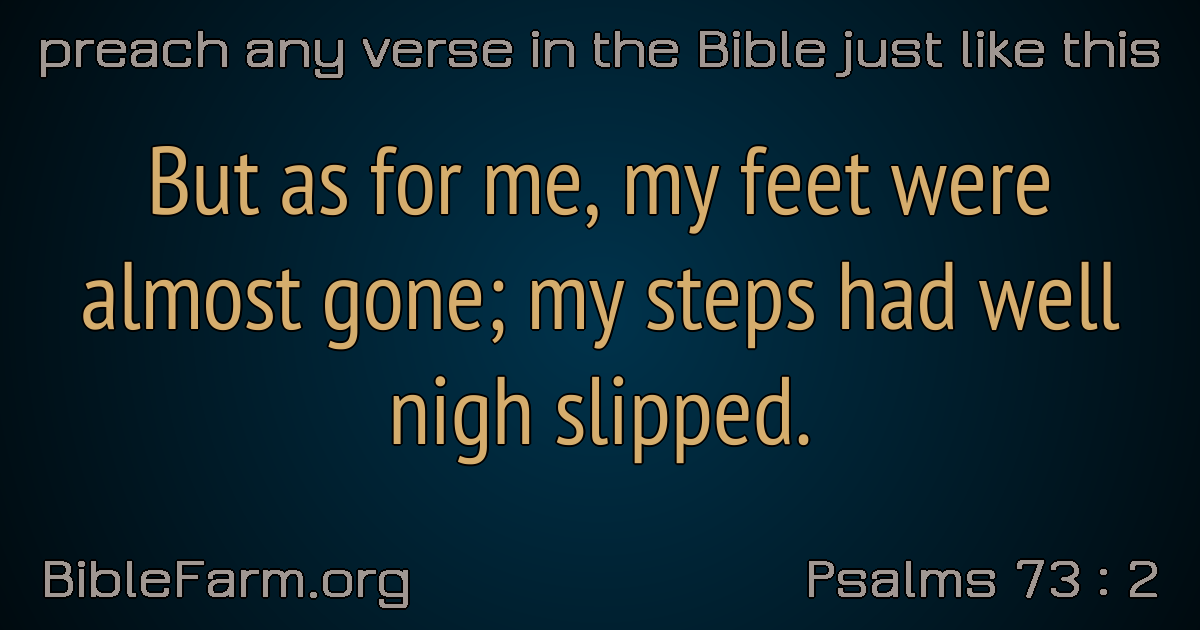 preach any verse in the Bible just like this
But as for me, my feet were
almost gone; my steps had well
nigh slipped.
BibleFarm.org
Psalms 73 : 2